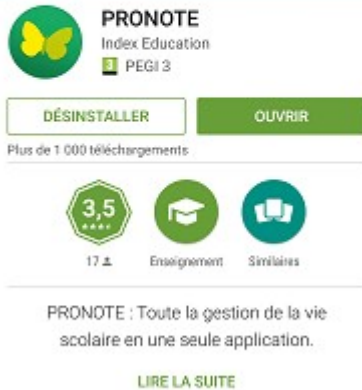 PRONOTE
Index Education
3 PEGI 3
DÉSINSTALLER
OUVRIR
Plus de 1 000 téléchargements
3,5
17
Enseignement
Similaires
PRONOTE : Toute la gestion de la vie
scolaire en une seule application.
LIRE LA SUITE